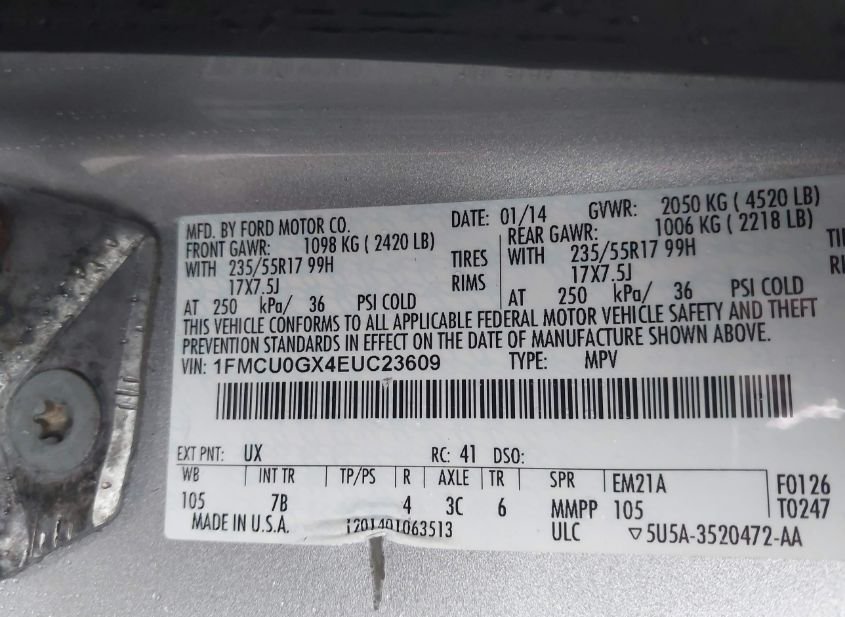 MFD. BY FORD MOTOR CO. DATE: 01/14 GVWR: 2050 KG ( 4520 LB)
FRONT GAWR: 1098 KG ( 2420 LB) REAR GAWR: 1006 KG ( 2218 LB)
WITH 235/55R17 99H TIRES WITH 235/55R17 99H
17X7.5J RIMS 17X7.5J
AT 250 kPa/ 36 PSI COLD AT 250 kPa/ 36 PSI COLD
THIS VEHICLE CONFORMS TO ALL APPLICABLE FEDERAL MOTOR VEHICLE SAFETY AND THEFT
PREVENTION STANDARDS IN EFFECT ON THE DATE OF MANUFACTURE SHOWN ABOVE.
VIN: 1FMCU0GX4EUC23609 TYPE: MPV
EXT PNT: UX RC: 41 DSO:
WB INT TR TP/PS R AXLE TR SPR EM21A F0126
105 7B 4 3C 6 MMPP 105 T0247
MADE IN U.S.A. 1201401063513 ULC ▽5U5A-3520472-AA